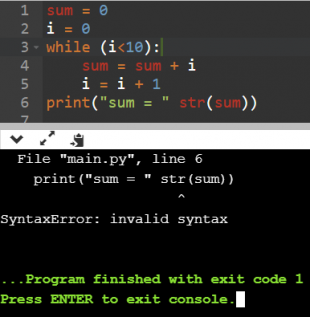 1 sum = 0
2 i = 0
3 while (i<10):
4     sum = sum + i
5     i = i + 1
6 print("sum = " str(sum))
7
  File "main.py", line 6
    print("sum = " str(sum))
                     ^
SyntaxError: invalid syntax
...Program finished with exit code 1
Press ENTER to exit console.